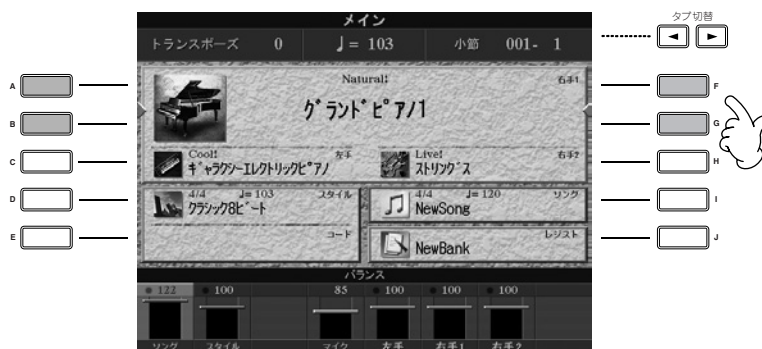 メイン
タブ切替
トランスポーズ 0 ♩= 103 小節 001- 1
Natural! 右手1
グランドピアノ1
Cool! 左手
ギャラクシーエレクトリックピアノ
Live! 右手2
ストリングス
4/4 ♩= 103 スタイル
クラシック8ビート
コード
4/4 ♩= 120 ソング
NewSong
レジスト
NewBank
バランス
122 100 85 100 100 100
ソング スタイル マイク 左手 右手1 右手2
A
B
C
D
E
F
G
H
I
J